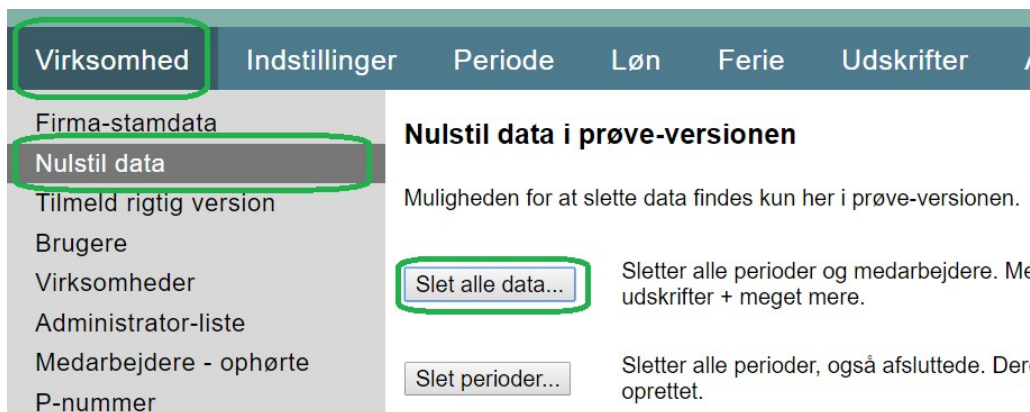 Virksomhed Indstillinger Periode Løn Ferie Udskrifter
Firma-stamdata
Nulstil data
Tilmeld rigtig version
Brugere
Virksomheder
Administrator-liste
Medarbejdere - ophørte
P-nummer
Nulstil data i prøve-versionen
Muligheden for at slette data findes kun her i prøve-versionen.
Slet alle data...
Sletter alle perioder og medarbejdere.
udskrifter + meget mere.
Slet perioder...
Sletter alle perioder, også afsluttede.
oprettet.